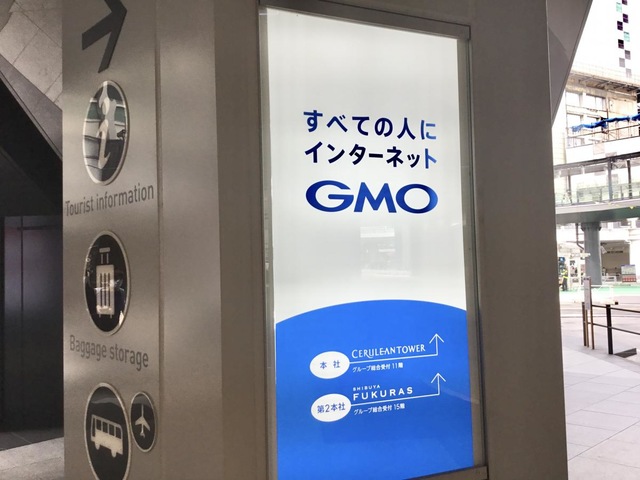 Tourist information
Baggage storage
すべての人に
インターネット
GMO
本社
CERULEAN TOWER
グループ総合受付 11階
第2本社
SHIBUYA
FUKURAS
グループ総合受付 15階